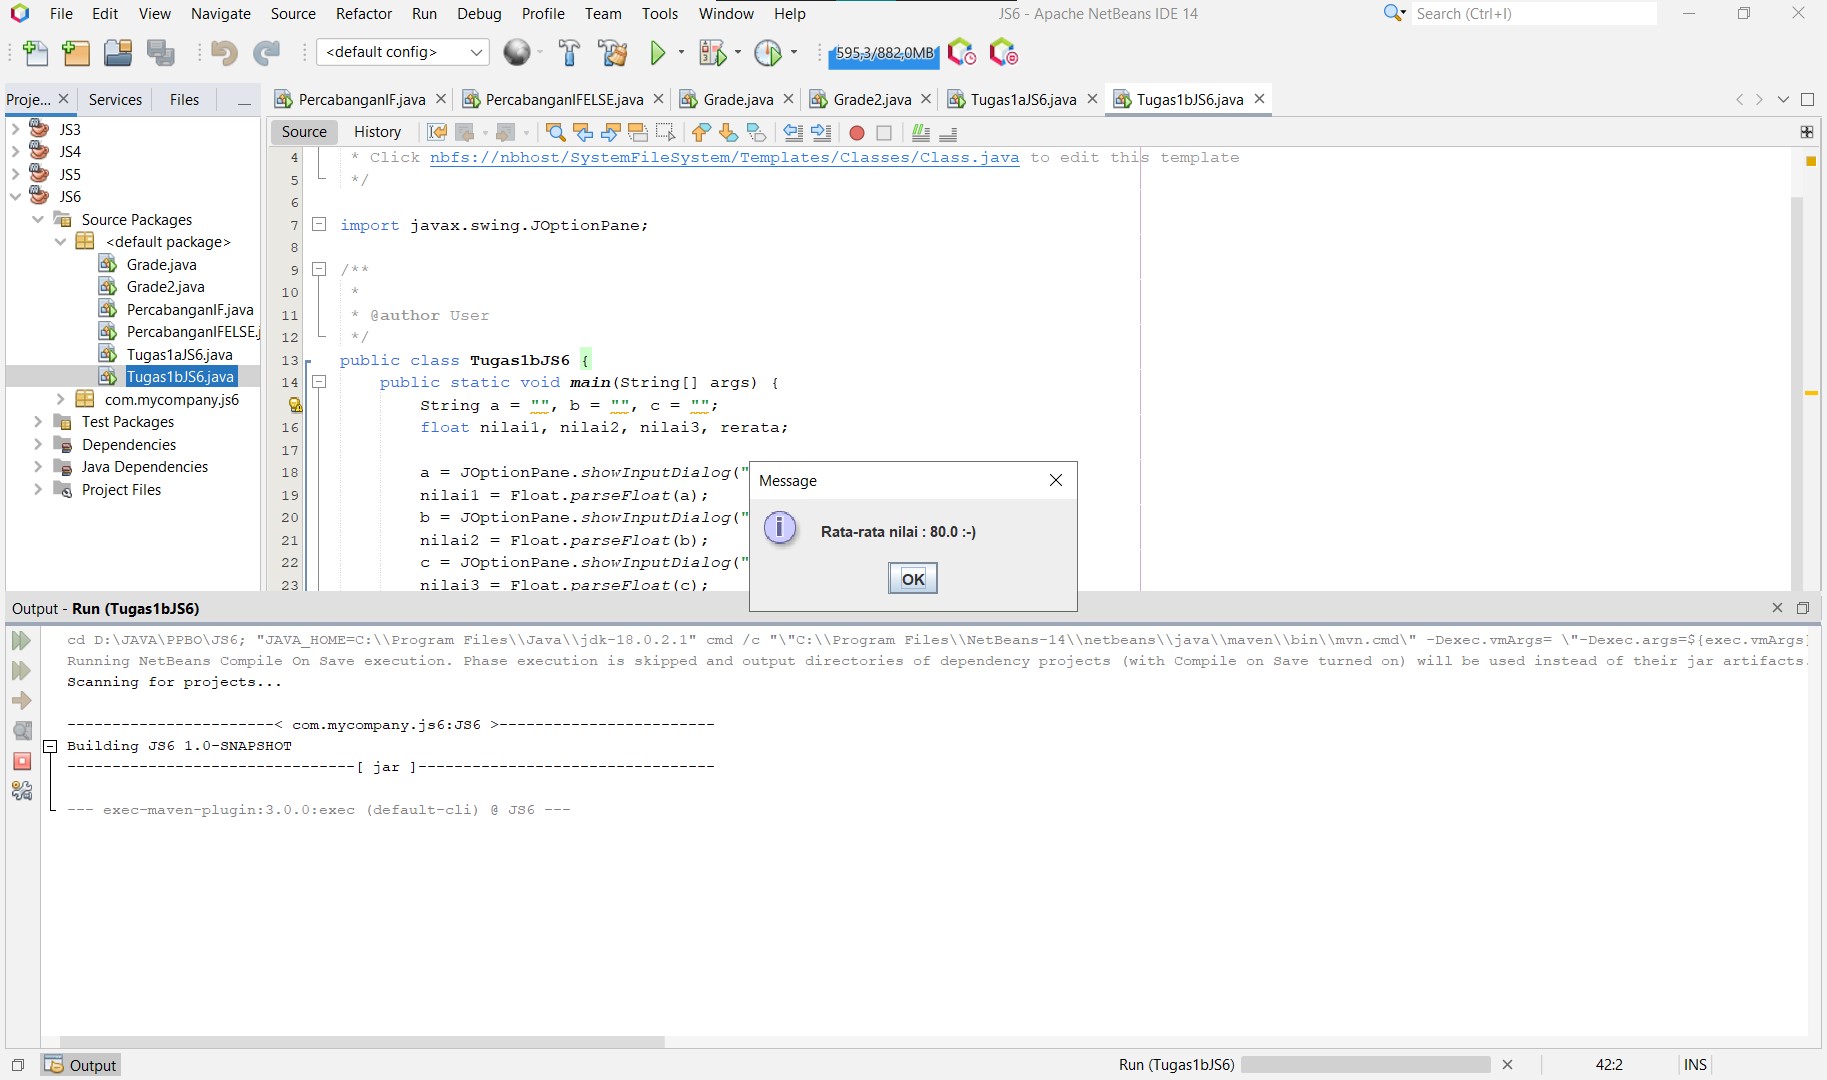 File Edit View Navigate Source Refactor Run Debug Profile Team Tools Window Help JS6 - Apache NetBeans IDE 14 Search (Ctrl+I)
<default config> 595,3/882,0MB
Proje... Services Files PercabanganIF.java PercabanganIFELSE.java Grade.java Grade2.java Tugas1aJS6.java Tugas1bJS6.java
JS3
JS4
JS5
JS6
Source Packages
<default package>
Grade.java
Grade2.java
PercabanganIF.java
PercabanganIFELSE.j
Tugas1aJS6.java
Tugas1bJS6.java
com.mycompany.js6
Test Packages
Dependencies
Java Dependencies
Project Files
Source History
4 * Click nbfs://nbhost/SystemFileSystem/Templates/Classes/Class.java to edit this template
5 */
6
7 import javax.swing.JOptionPane;
8
9 /**
10 *
11 * @author User
12 */
13 public class Tugas1bJS6 {
14 public static void main(String[] args) {
String a = "", b = "", c = "";
16 float nilai1, nilai2, nilai3, rerata;
17
18 a = JOptionPane.showInputDialog("
19 nilai1 = Float.parseFloat(a);
20 b = JOptionPane.showInputDialog("
21 nilai2 = Float.parseFloat(b);
22 c = JOptionPane.showInputDialog("
23 nilai3 = Float.parseFloat(c);
Message
Rata-rata nilai : 80.0 :-)
OK
Output - Run (Tugas1bJS6)
cd D:\JAVA\PPBO\JS6; "JAVA_HOME=C:\\Program Files\\Java\\jdk-18.0.2.1" cmd /c "\"C:\\Program Files\\NetBeans-14\\netbeans\\java\\maven\\bin\\mvn.cmd\" -Dexec.vmArgs= \"-Dexec.args=${exec.vmArgs}
Running NetBeans Compile On Save execution. Phase execution is skipped and output directories of dependency projects (with Compile on Save turned on) will be used instead of their jar artifacts.
Scanning for projects...
-----------------------< com.mycompany.js6:JS6 >------------------------
Building JS6 1.0-SNAPSHOT
--------------------------------[ jar ]---------------------------------
--- exec-maven-plugin:3.0.0:exec (default-cli) @ JS6 ---
Output Run (Tugas1bJS6) 42:2 INS